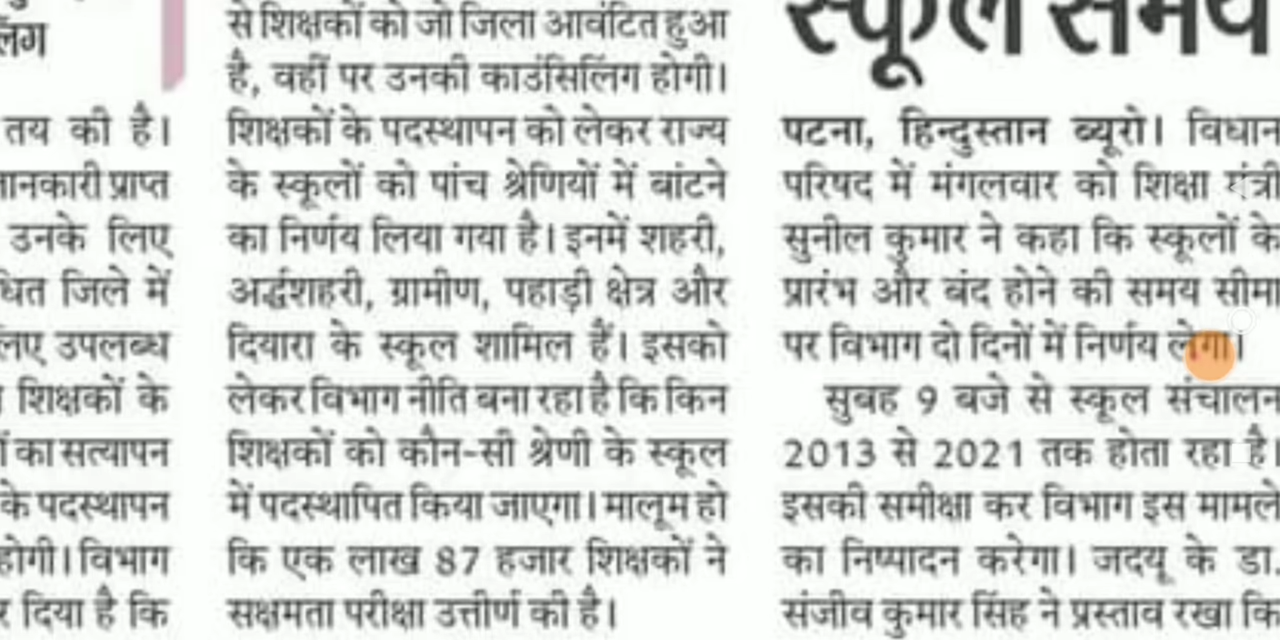 लिंग
तय की है।
जानकारी प्राप्त
उनके लिए
जिले में
लिए उपलब्ध
शिक्षकों के
का सत्यापन
के पदस्थापन
होगी। विभाग
दिया है कि
से शिक्षकों को जो जिला आवंटित हुआ
है, वहीं पर उनकी काउंसिलिंग होगी।
शिक्षकों के पदस्थापन को लेकर राज्य
के स्कूलों को पांच श्रेणियों में बांटने
का निर्णय लिया गया है। इनमें शहरी,
अर्द्धशहरी, ग्रामीण, पहाड़ी क्षेत्र और
दियारा के स्कूल शामिल हैं। इसको
लेकर विभाग नीति बना रहा है कि किन
शिक्षकों को कौन-सी श्रेणी के स्कूल
में पदस्थापित किया जाएगा। मालूम हो
कि एक लाख 87 हजार शिक्षकों ने
सक्षमता परीक्षा उत्तीर्ण की है।
स्कूल समय
पटना, हिन्दुस्तान ब्यूरो। विधान
परिषद में मंगलवार को शिक्षा मंत्री
सुनील कुमार ने कहा कि स्कूलों के
प्रारंभ और बंद होने की समय सीमा
पर विभाग दो दिनों में निर्णय लेगा।
सुबह 9 बजे से स्कूल संचालन
2013 से 2021 तक होता रहा है।
इसकी समीक्षा कर विभाग इस मामले
का निष्पादन करेगा। जदयू के डा.
संजीव कुमार सिंह ने प्रस्ताव रखा कि